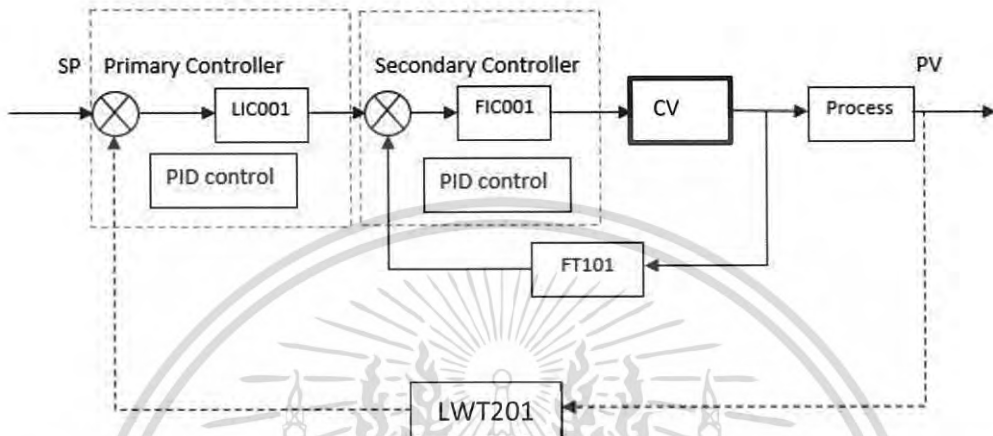 SP Primary Controller
Secondary Controller
PV
LIC001
FIC001
CV
Process
PID control
PID control
FT101
LWT201